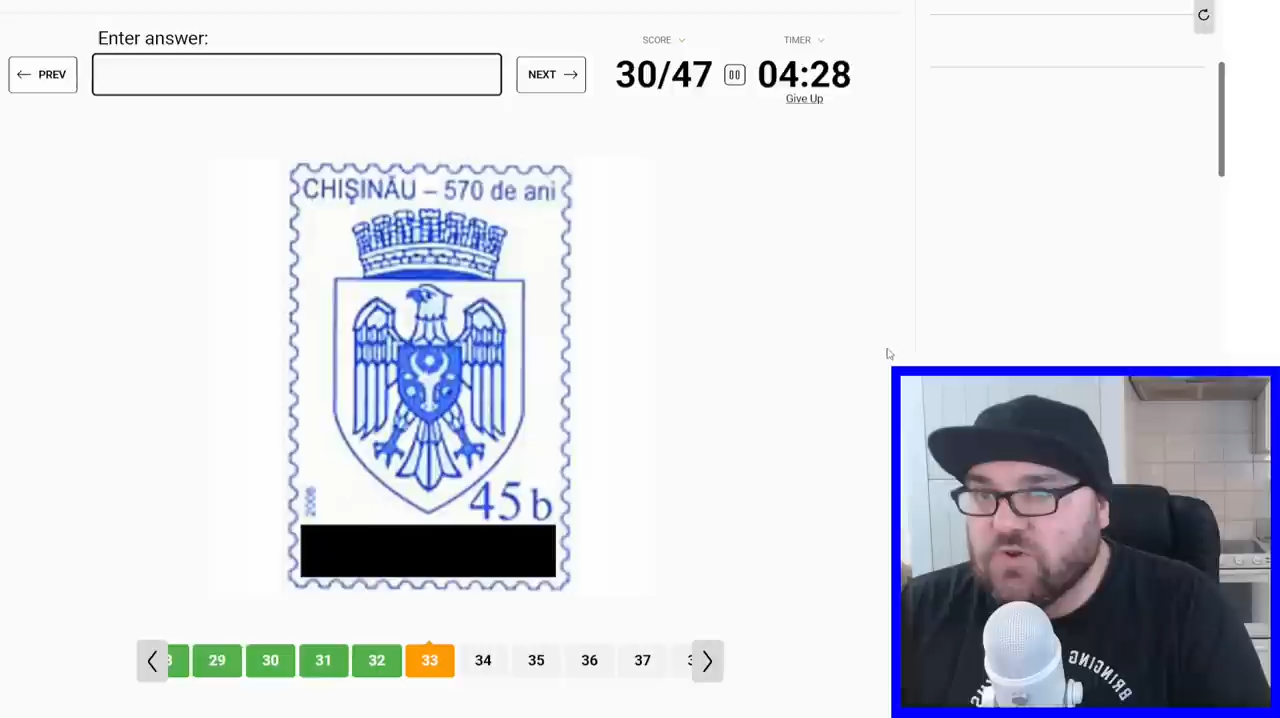 Enter answer:
← PREV
NEXT →
SCORE
30/47
TIMER
04:28
Give Up
CHIȘINĂU – 570 de ani
2006
45 b
29
30
31
32
33
34
35
36
37
BRINGING